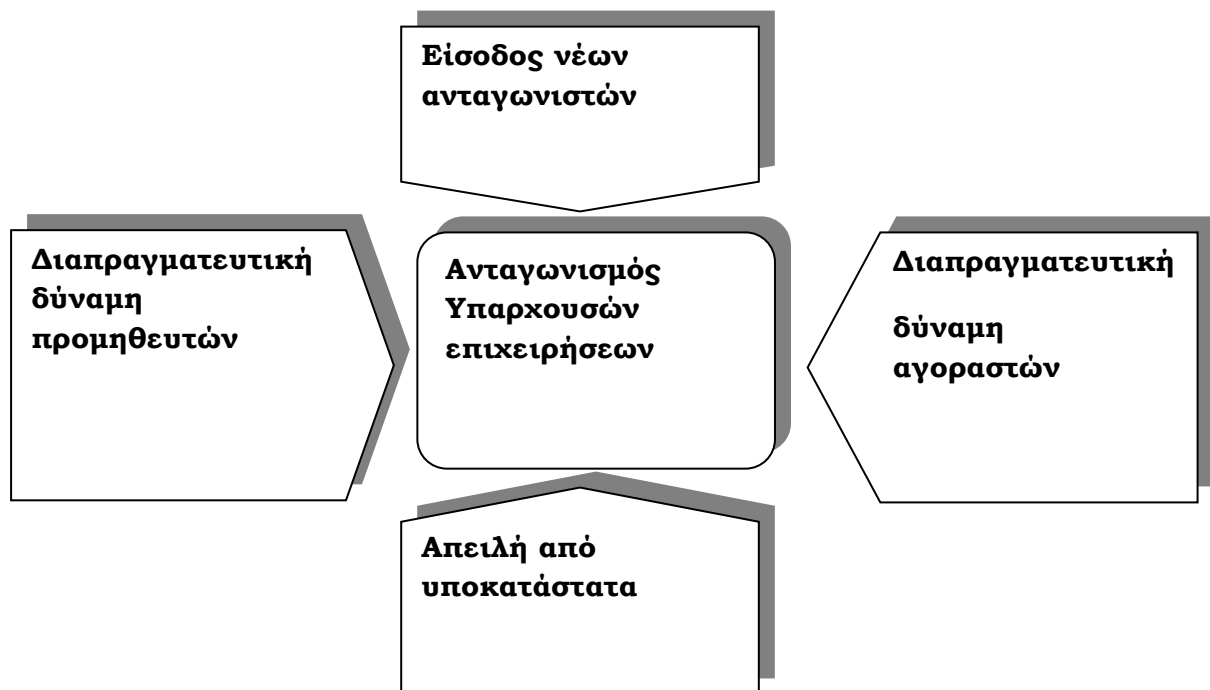 Είσοδος νέων
ανταγωνιστών
Διαπραγματευτική
δύναμη
προμηθευτών
Ανταγωνισμός
Υπαρχουσών
επιχειρήσεων
Διαπραγματευτική
δύναμη
αγοραστών
Απειλή από
υποκατάστατα